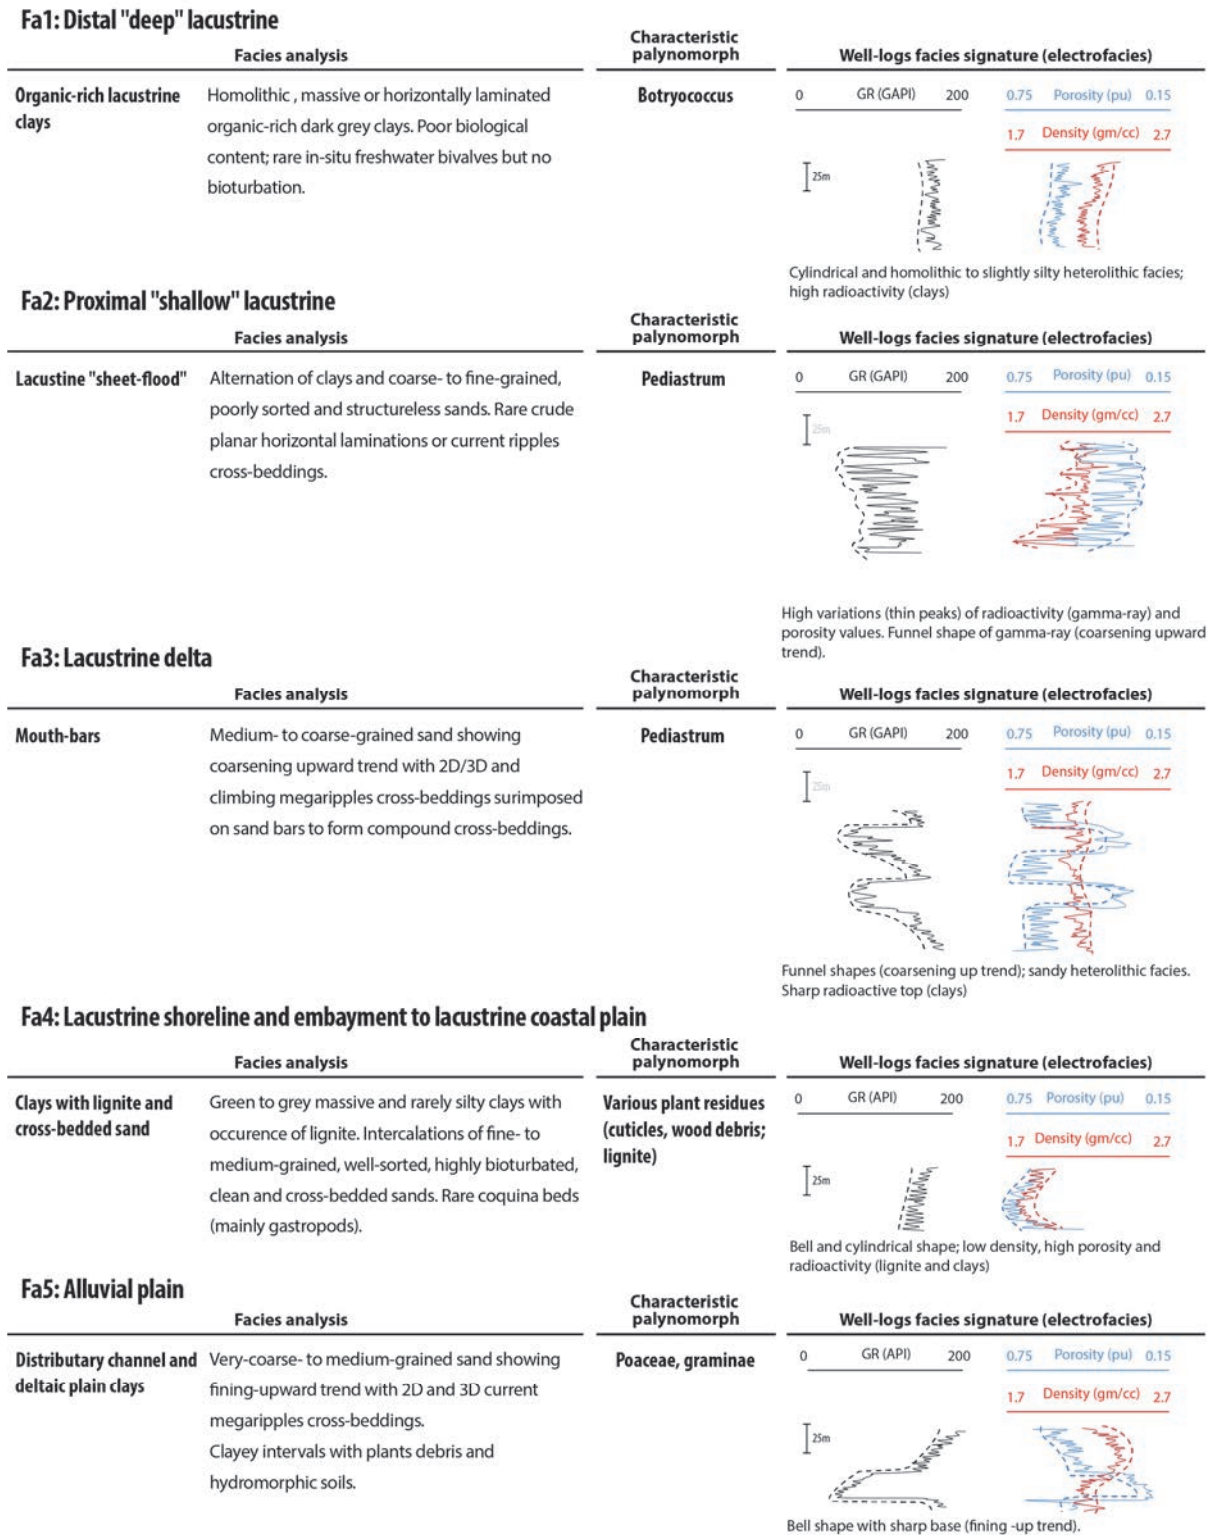 Fa1: Distal "deep" lacustrine
Facies analysis
Characteristic
palynomorph
Well-logs facies signature (electrofacies)
Organic-rich lacustrine
clays
Homolithic , massive or horizontally laminated
organic-rich dark grey clays. Poor biological
content; rare in-situ freshwater bivalves but no
bioturbation.
Botryococcus
0 GR (GAPI) 200
0.75 Porosity (pu) 0.15
1.7 Density (gm/cc) 2.7
25m
Cylindrical and homolithic to slightly silty heterolithic facies;
high radioactivity (clays)
Fa2: Proximal "shallow" lacustrine
Facies analysis
Characteristic
palynomorph
Well-logs facies signature (electrofacies)
Lacustine "sheet-flood"
Alternation of clays and coarse- to fine-grained,
poorly sorted and structureless sands. Rare crude
planar horizontal laminations or current ripples
cross-beddings.
Pediastrum
0 GR (GAPI) 200
0.75 Porosity (pu) 0.15
1.7 Density (gm/cc) 2.7
25m
High variations (thin peaks) of radioactivity (gamma-ray) and
porosity values. Funnel shape of gamma-ray (coarsening upward
trend).
Fa3: Lacustrine delta
Facies analysis
Characteristic
palynomorph
Well-logs facies signature (electrofacies)
Mouth-bars
Medium- to coarse-grained sand showing
coarsening upward trend with 2D/3D and
climbing megaripples cross-beddings surimposed
on sand bars to form compound cross-beddings.
Pediastrum
0 GR (GAPI) 200
0.75 Porosity (pu) 0.15
1.7 Density (gm/cc) 2.7
25m
Funnel shapes (coarsening up trend); sandy heterolithic facies.
Sharp radioactive top (clays)
Fa4: Lacustrine shoreline and embayment to lacustrine coastal plain
Facies analysis
Characteristic
palynomorph
Well-logs facies signature (electrofacies)
Clays with lignite and
cross-bedded sand
Green to grey massive and rarely silty clays with
occurence of lignite. Intercalations of fine- to
medium-grained, well-sorted, highly bioturbated,
clean and cross-bedded sands. Rare coquina beds
(mainly gastropods).
Various plant residues
(cuticles, wood debris;
lignite)
0 GR (API) 200
0.75 Porosity (pu) 0.15
1.7 Density (gm/cc) 2.7
25m
Bell and cylindrical shape; low density, high porosity and
radioactivity (lignite and clays)
Fa5: Alluvial plain
Facies analysis
Characteristic
palynomorph
Well-logs facies signature (electrofacies)
Distributary channel and
deltaic plain clays
Very-coarse- to medium-grained sand showing
fining-upward trend with 2D and 3D current
megaripples cross-beddings.
Clayey intervals with plants debris and
hydromorphic soils.
Poaceae, graminae
0 GR (API) 200
0.75 Porosity (pu) 0.15
1.7 Density (gm/cc) 2.7
25m
Bell shape with sharp base (fining -up trend).